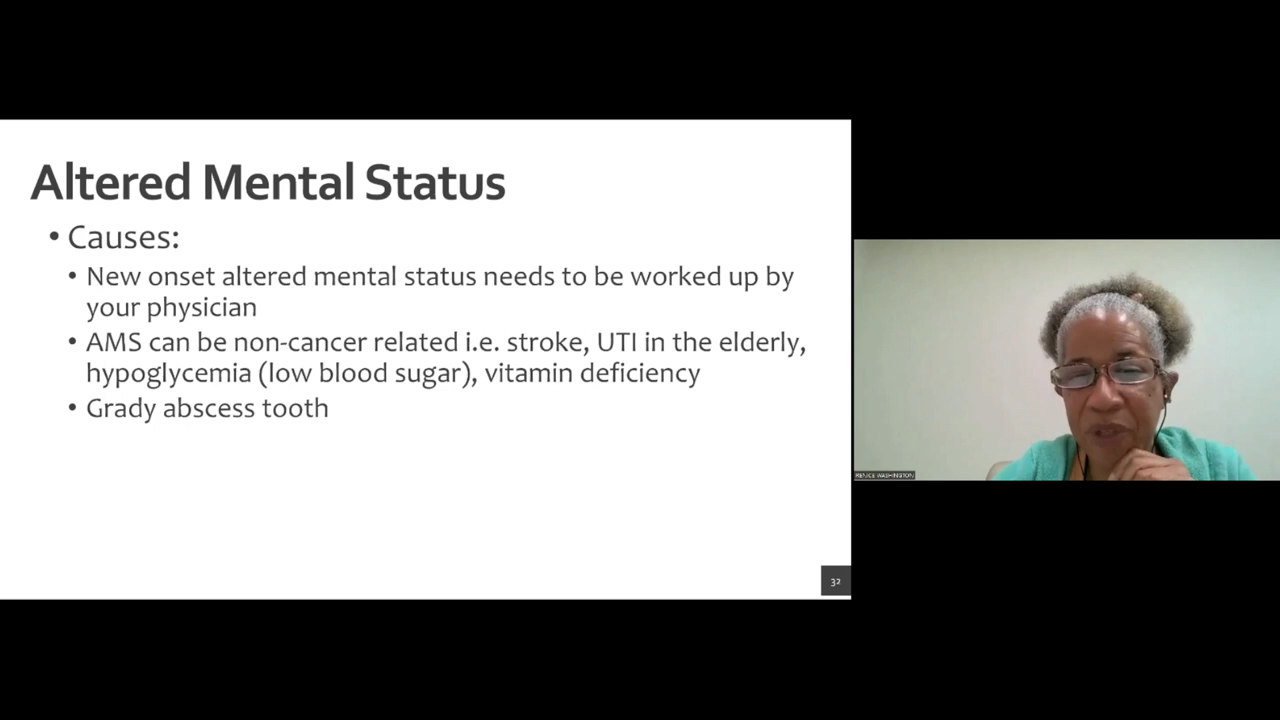 Altered Mental Status
• Causes:
• New onset altered mental status needs to be worked up by
your physician
• AMS can be non-cancer related i.e. stroke, UTI in the elderly,
hypoglycemia (low blood sugar), vitamin deficiency
• Grady abscess tooth
32
WASHINGTON